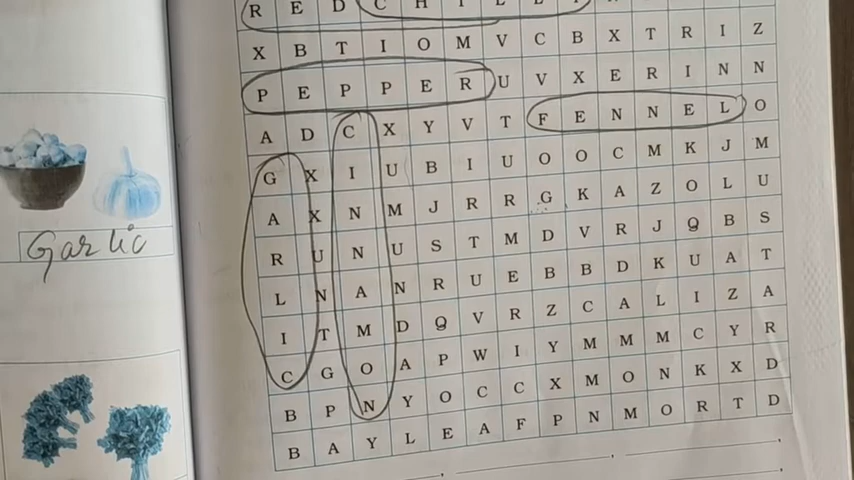 R E D C H I L L I
X B T I O M V C B X T R I Z
P E P P E R U V X E R I N N
A D C X Y V T F E N N E L O
G X I U B I U O O C M K J M
A X N M J R R G K A Z O L U
R U N U S T M D V R J Q B S
L N A N R U E B B D K U A T
I T M D Q V R Z C A L I Z A
C G O A P W I Y M M M C Y R
B P N Y O C C X M O N K X D
B A Y L E A F P N M O R T D
Garlic